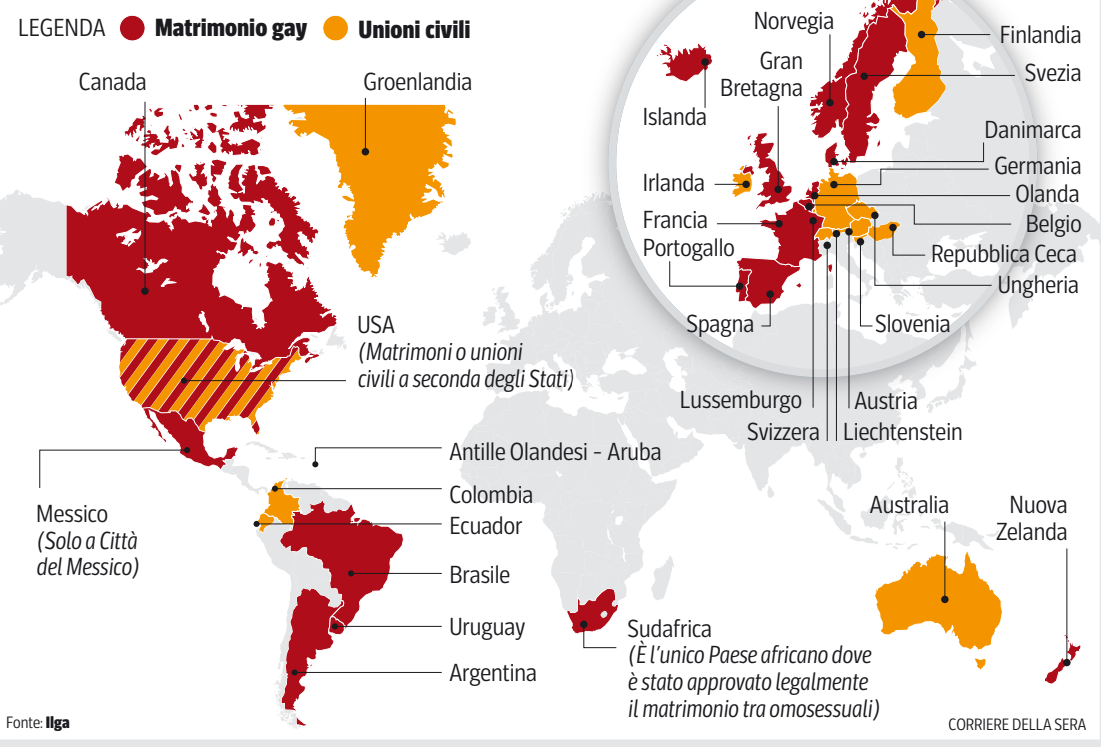 LEGENDA Matrimonio gay Unioni civili
Canada
Groenlandia
USA
(Matrimoni o unioni
civili a seconda degli Stati)
Messico
(Solo a Città
del Messico)
Antille Olandesi - Aruba
Colombia
Ecuador
Brasile
Uruguay
Argentina
Norvegia
Gran
Bretagna
Islanda
Irlanda
Francia
Portogallo
Spagna
Finlandia
Svezia
Danimarca
Germania
Olanda
Belgio
Repubblica Ceca
Ungheria
Slovenia
Lussemburgo
Austria
Svizzera
Liechtenstein
Australia
Nuova
Zelanda
Sudafrica
(È l'unico Paese africano dove
è stato approvato legalmente
il matrimonio tra omosessuali)
Fonte: Ilga
CORRIERE DELLA SERA